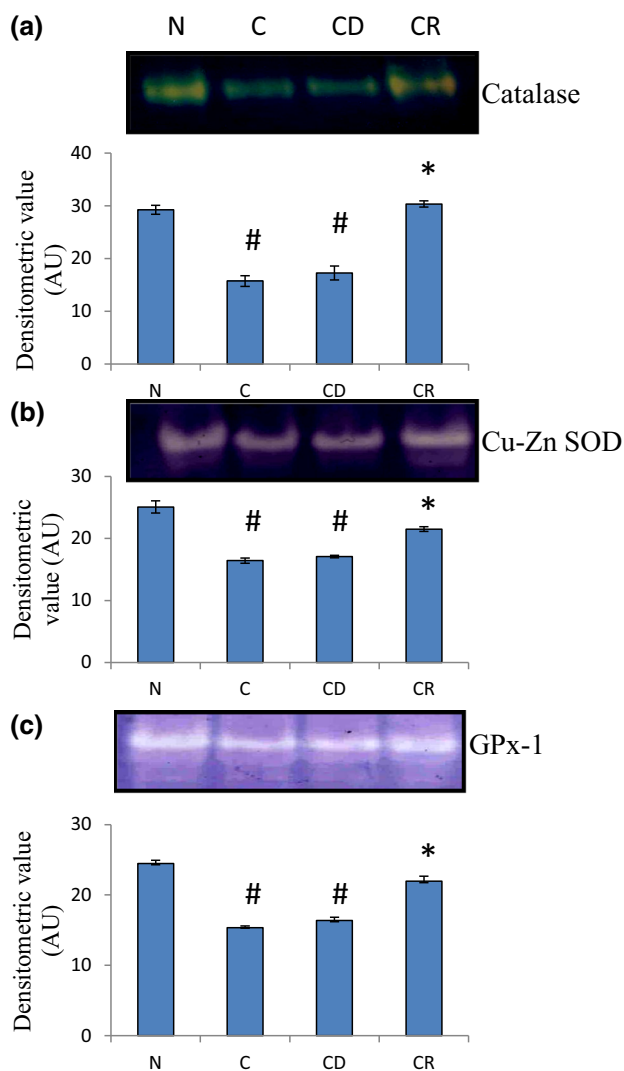 (a) N C CD CR
Catalase
Densitometric value
(AU)
40
30
20
10
0
# # *
N C CD CR
(b)
Cu-Zn SOD
Densitometric
value (AU)
30
20
10
0
# # *
N C CD CR
(c)
GPx-1
Densitometric value
(AU)
30
20
10
0
# # *
N C CD CR